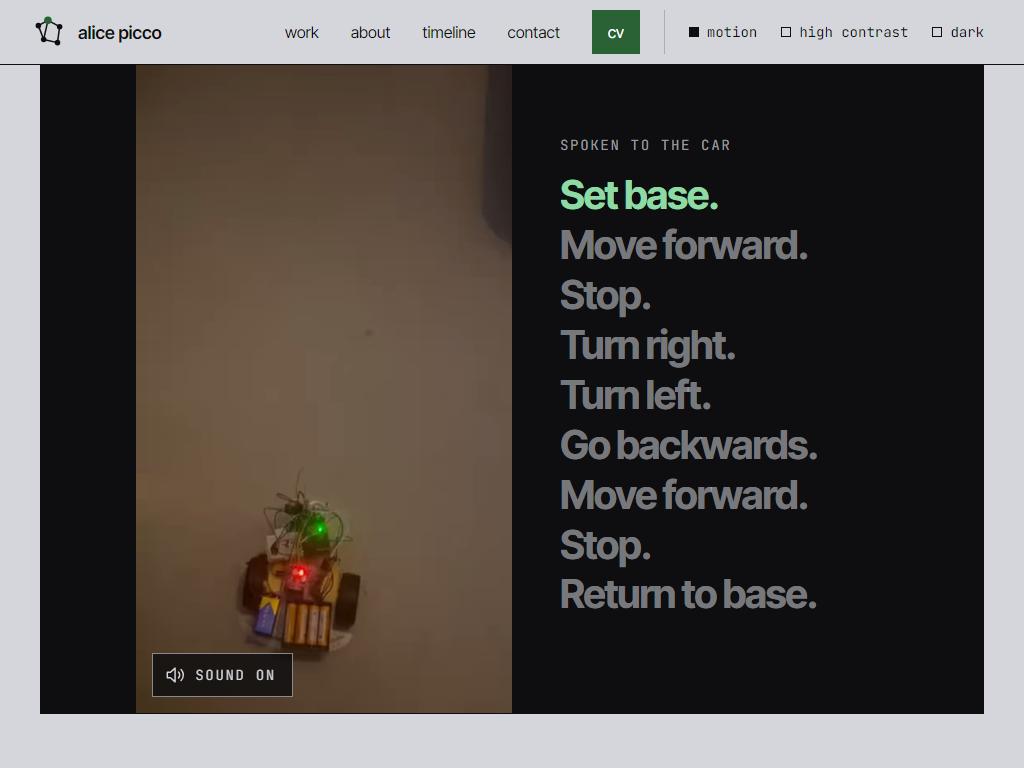 alice picco
work
about
timeline
contact
cv
motion
high contrast
dark
SPOKEN TO THE CAR
Set base.
Move forward.
Stop.
Turn right.
Turn left.
Go backwards.
Move forward.
Stop.
Return to base.
SOUND ON